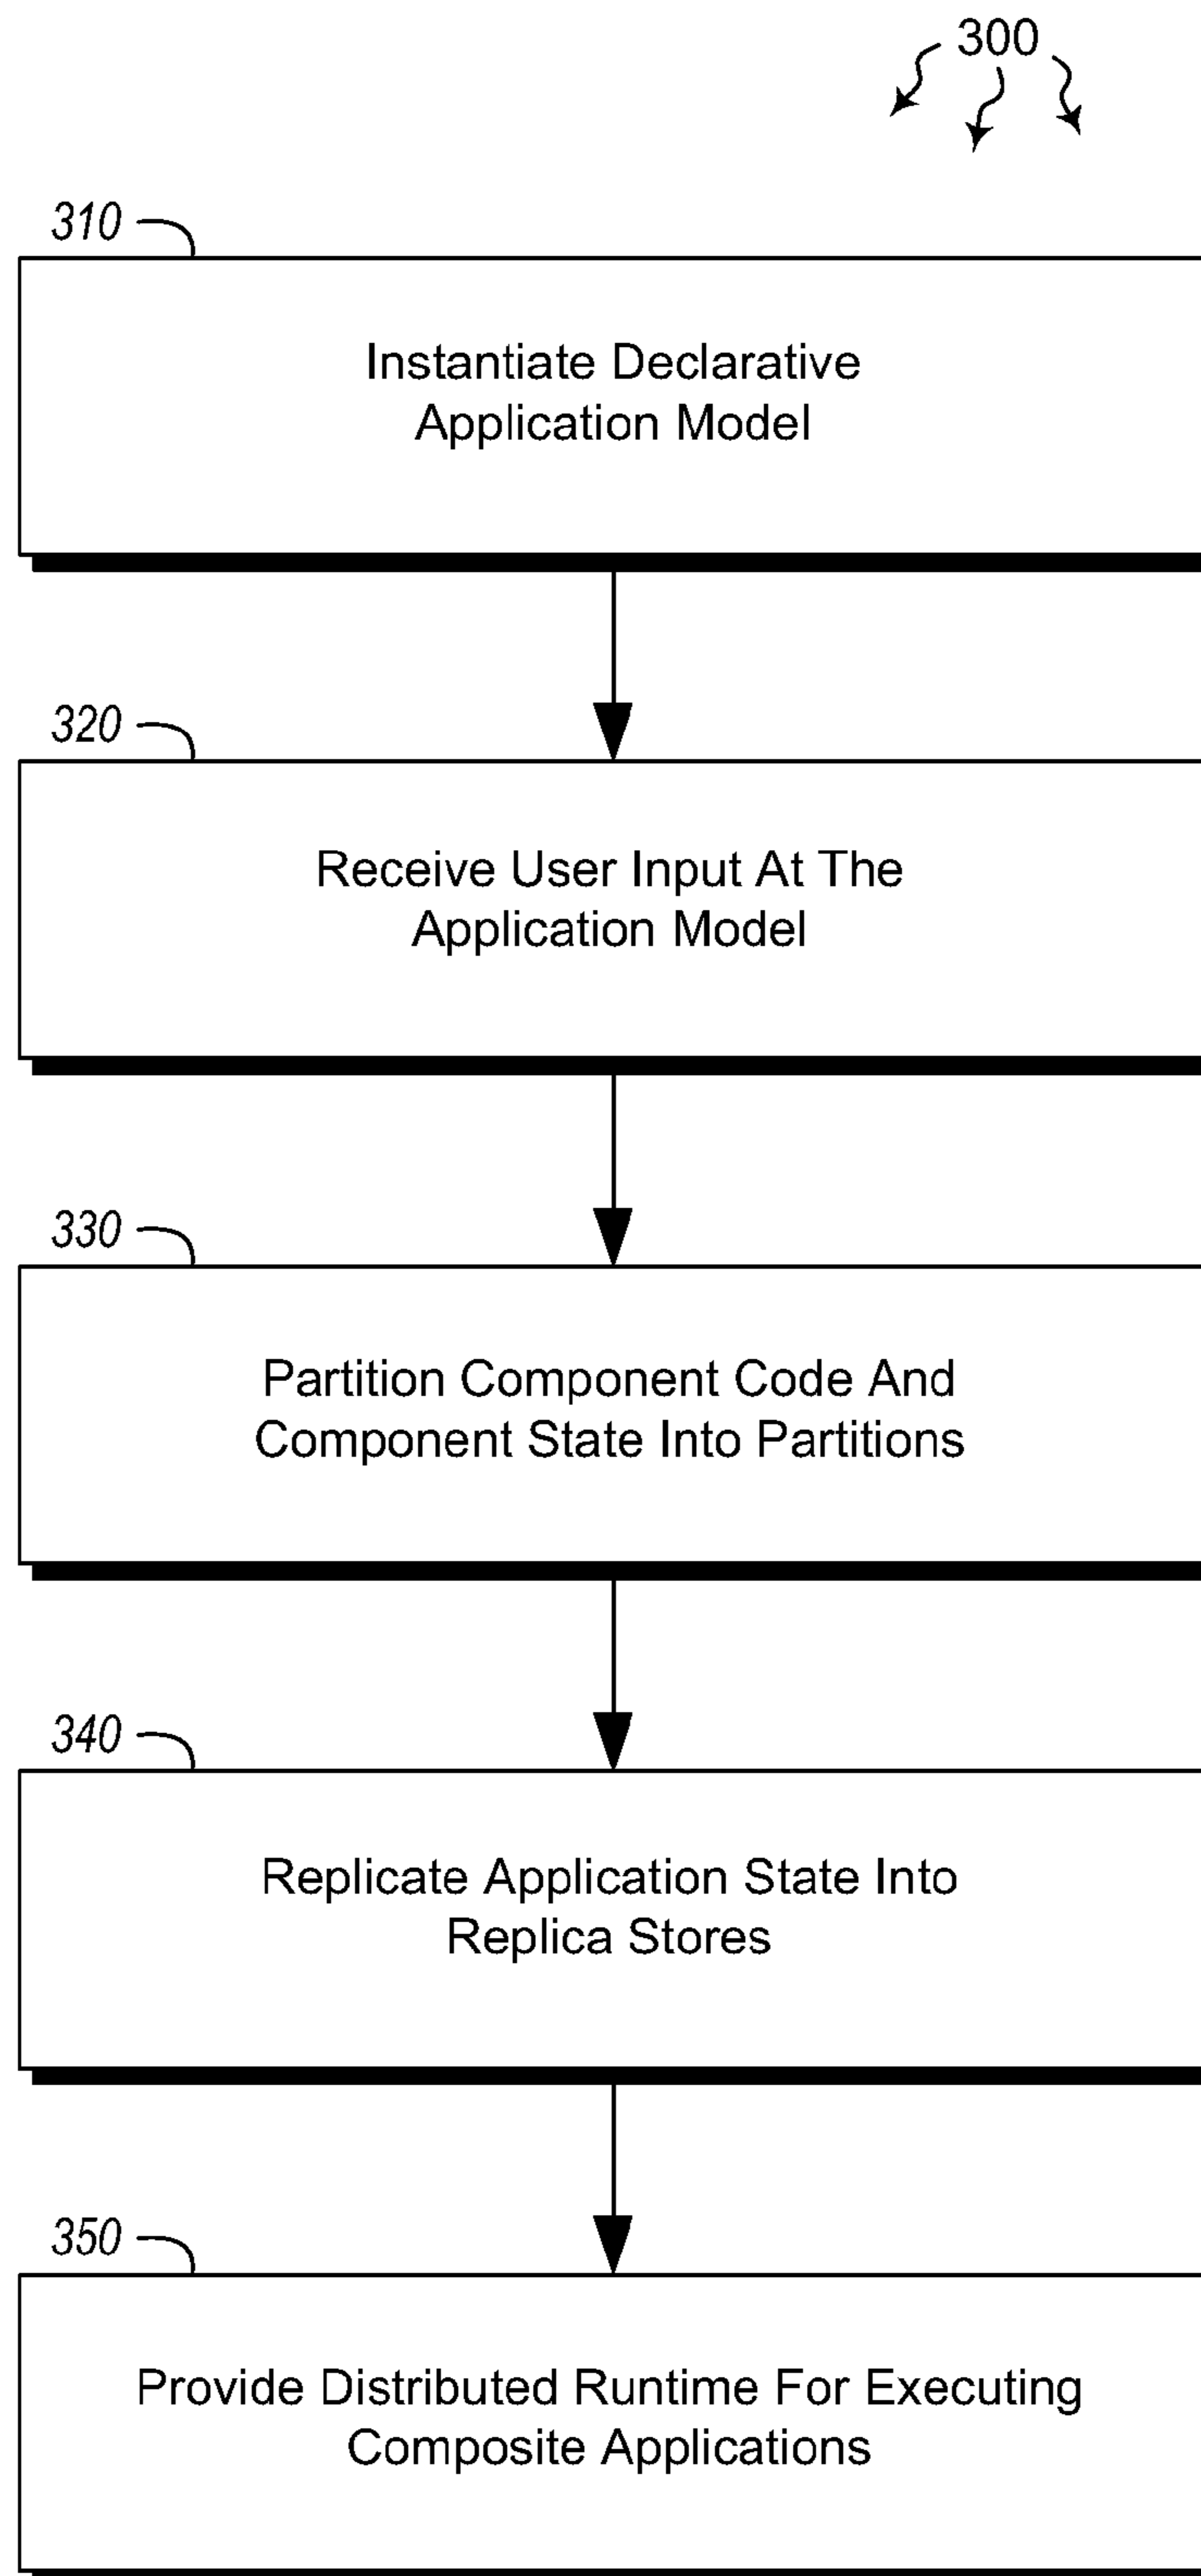 300
310
Instantiate Declarative
Application Model
320
Receive User Input At The
Application Model
330
Partition Component Code And
Component State Into Partitions
340
Replicate Application State Into
Replica Stores
350
Provide Distributed Runtime For Executing
Composite Applications